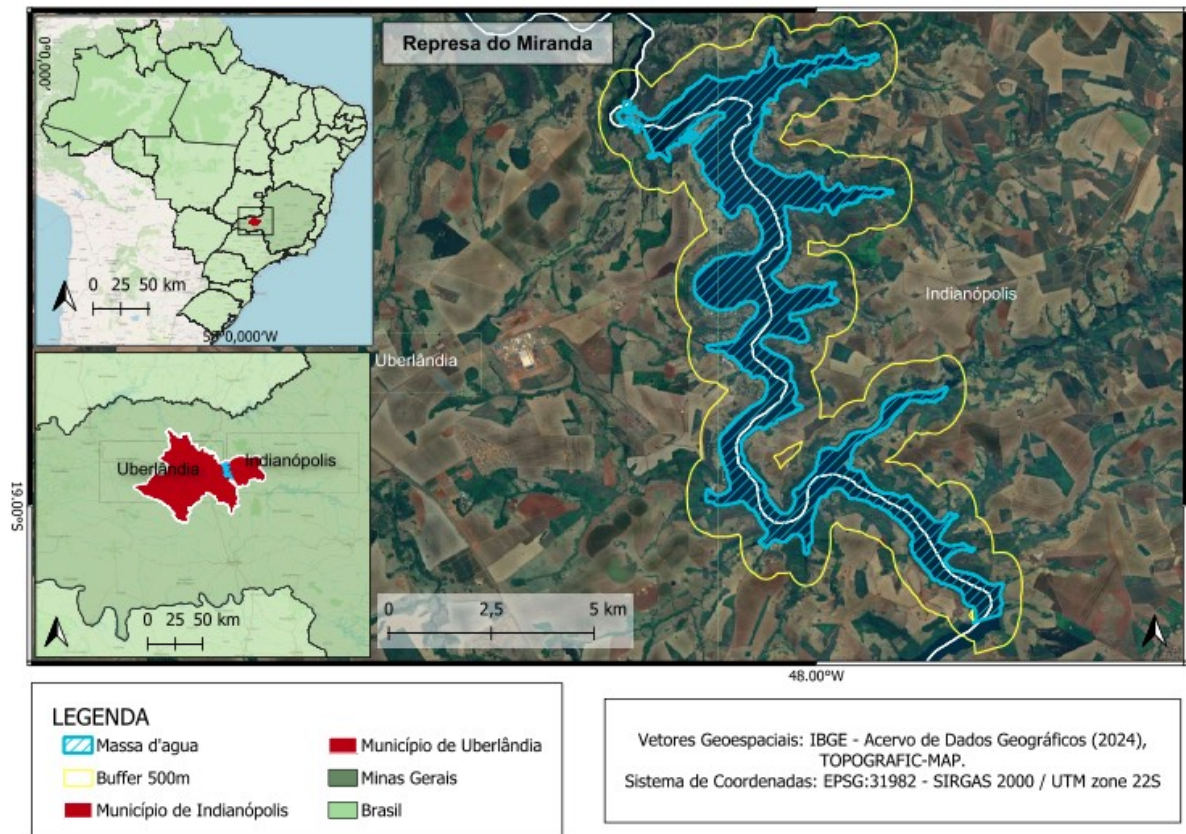 Represa do Miranda
0,000°
0 25 50 km
50°0,000'W
Uberlândia
Indianópolis
Uberlândia
Indianópolis
0 25 50 km
0 2,5 5 km
19.00°S
48.00°W
LEGENDA
Massa d'agua
Buffer 500m
Município de Indianópolis
Município de Uberlândia
Minas Gerais
Brasil
Vetores Geoespaciais: IBGE - Acervo de Dados Geográficos (2024),
TOPOGRAFIC-MAP.
Sistema de Coordenadas: EPSG:31982 - SIRGAS 2000 / UTM zone 22S